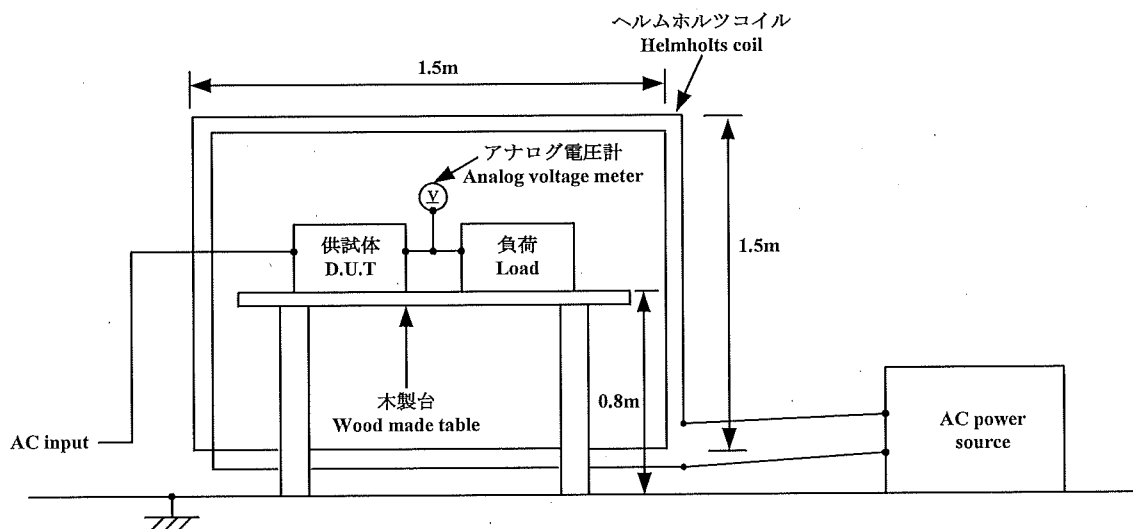 ヘルムホルツコイル
Helmholts coil
1.5m
アナログ電圧計
Analog voltage meter
V
供試体
D.U.T
負荷
Load
1.5m
木製台
Wood made table
0.8m
AC input
AC power
source